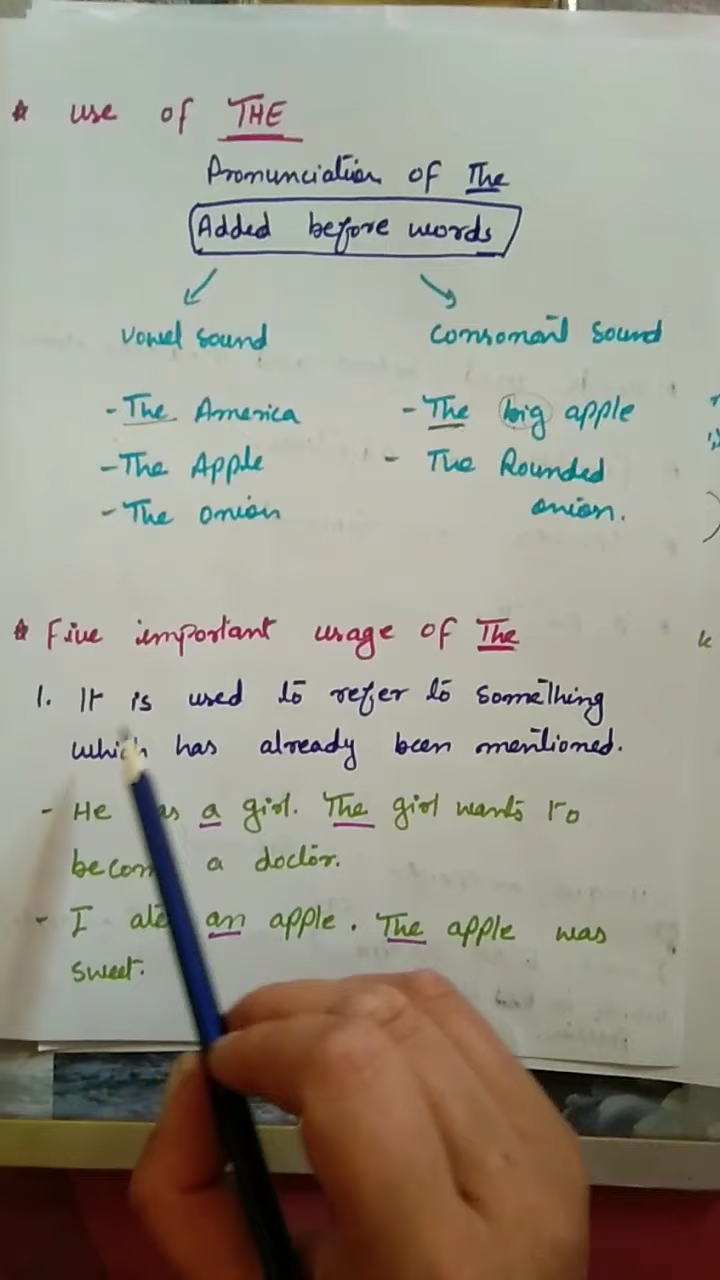 * use of THE
Pronunciation of The
Added before words
Vowel Sound
Consonant Sound
- The America
- The big apple
- The Apple
- The Rounded
- The onion
onion.
* Five important usage of The
1. It is used to refer to something
which has already been mentioned.
- He a girl. The girl wants to
a doctor.
- I an apple. The apple was
sweet.